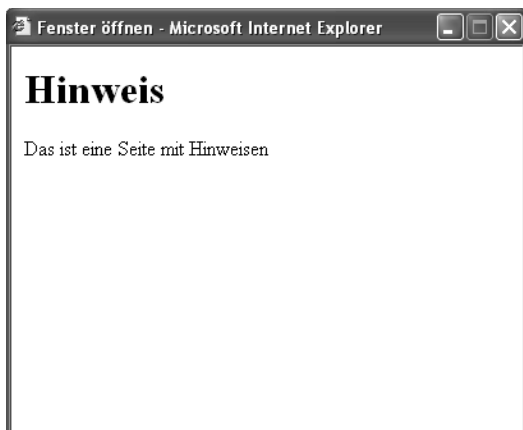 Fenster öffnen - Microsoft Internet Explorer
Hinweis
Das ist eine Seite mit Hinweisen